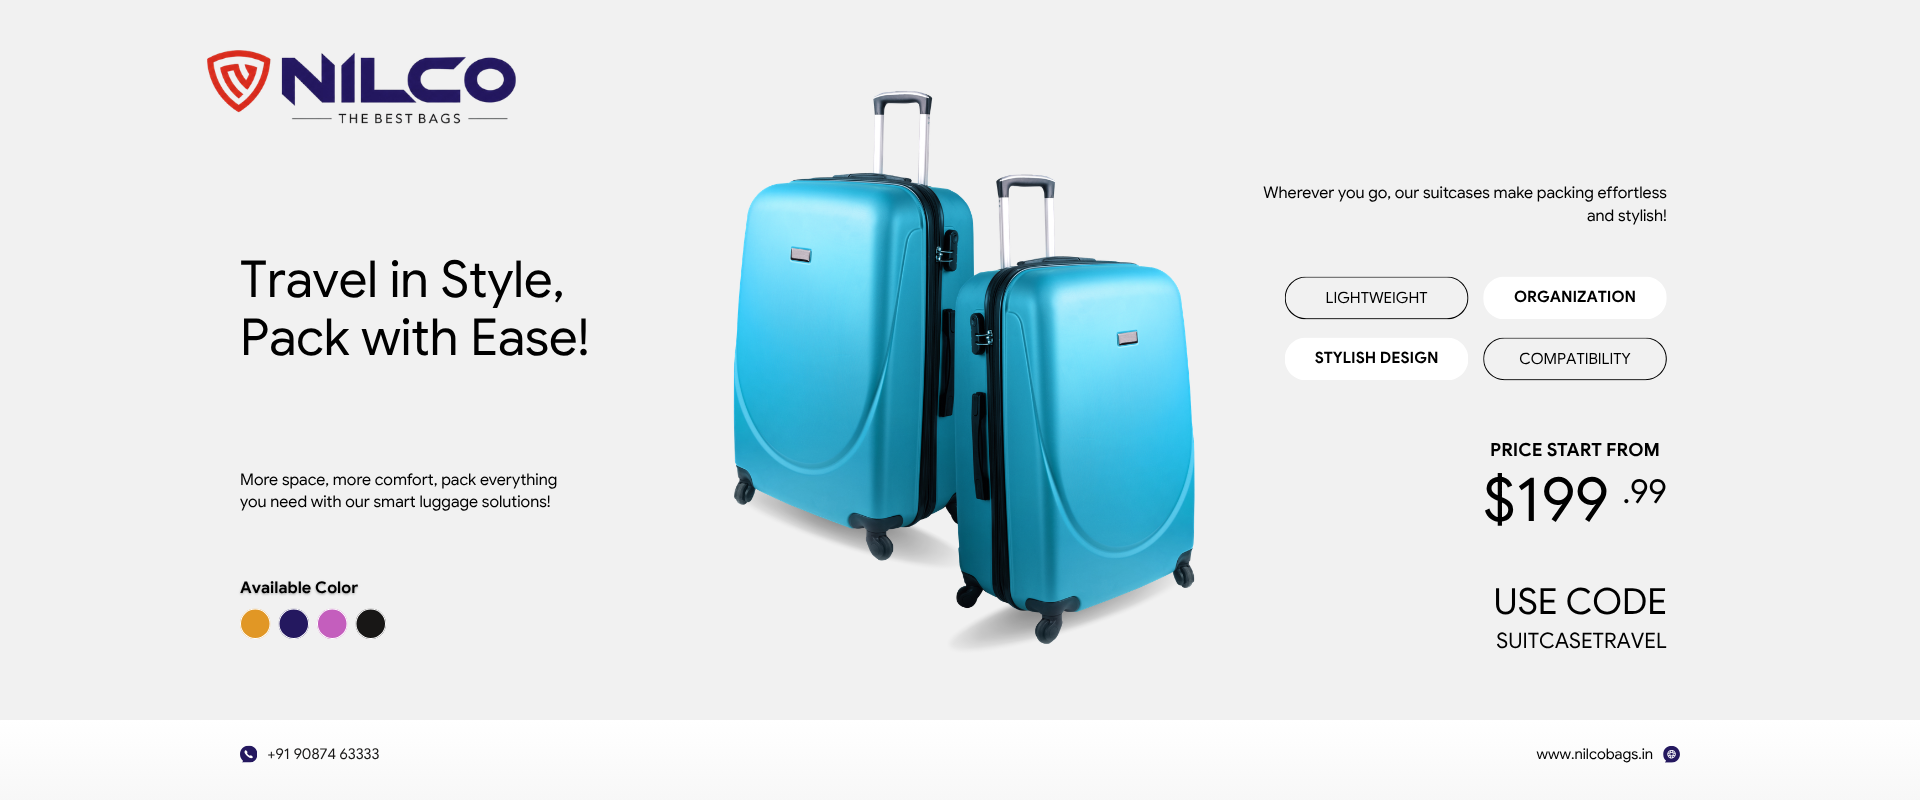 NILCO
THE BEST BAGS
Travel in Style,
Pack with Ease!
More space, more comfort, pack everything
you need with our smart luggage solutions!
Available Color
Wherever you go, our suitcases make packing effortless
and stylish!
LIGHTWEIGHT
ORGANIZATION
STYLISH DESIGN
COMPATIBILITY
PRICE START FROM
$199 .99
USE CODE
SUITCASETRAVEL
+91 90874 63333
www.nilcobags.in